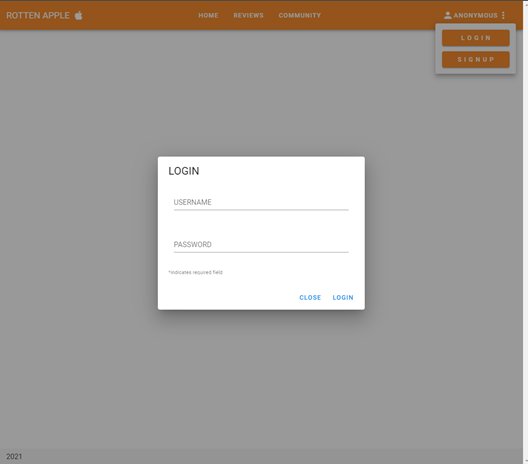 ROTTEN APPLE HOME REVIEWS COMMUNITY ANONYMOUS
LOGIN
SIGNUP
LOGIN
USERNAME
PASSWORD
*indicates required field
CLOSE LOGIN
2021